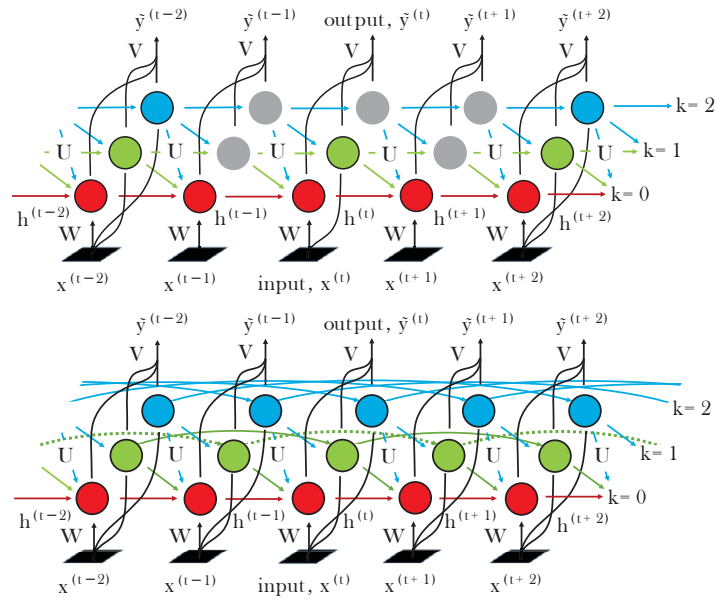 ỹ^(t−2) ỹ^(t−1) output, ỹ^(t) ỹ^(t+1) ỹ^(t+2)
V V V V V
k= 2
U U U U U k= 1
k= 0
h^(t−2) h^(t−1) h^(t) h^(t+1) h^(t+2)
W W W W W
x^(t−2) x^(t−1) input, x^(t) x^(t+1) x^(t+2)
ỹ^(t−2) ỹ^(t−1) output, ỹ^(t) ỹ^(t+1) ỹ^(t+2)
V V V V V
k= 2
U U U U U k= 1
k= 0
h^(t−2) h^(t−1) h^(t) h^(t+1) h^(t+2)
W W W W W
x^(t−2) x^(t−1) input, x^(t) x^(t+1) x^(t+2)